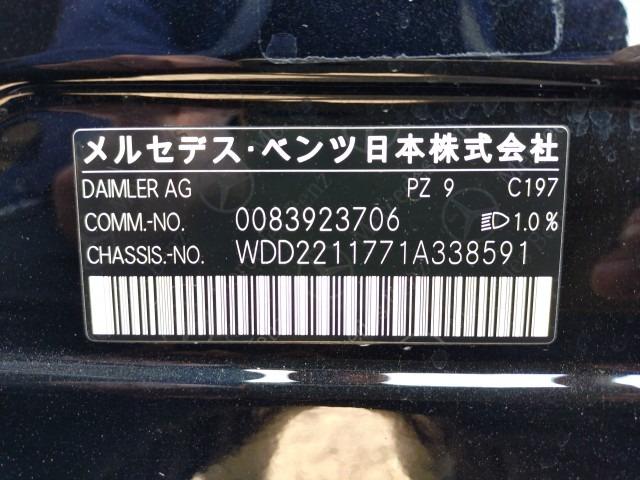 メルセデス・ベンツ日本株式会社
DAIMLER AG PZ 9 C197
COMM.-NO. 0083923706 1.0%
CHASSIS.-NO. WDD2211771A338591